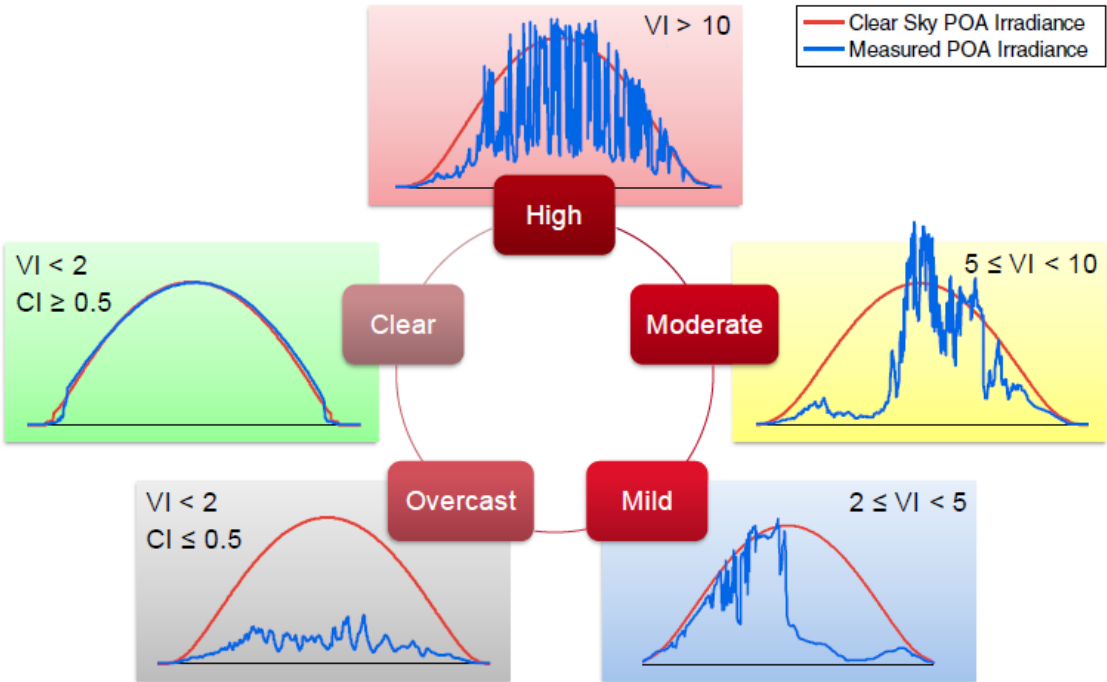 VI > 10
Clear Sky POA Irradiance
Measured POA Irradiance
High
VI < 2
CI ≥ 0.5
Clear
Moderate
5 ≤ VI < 10
VI < 2
CI ≤ 0.5
Overcast
Mild
2 ≤ VI < 5